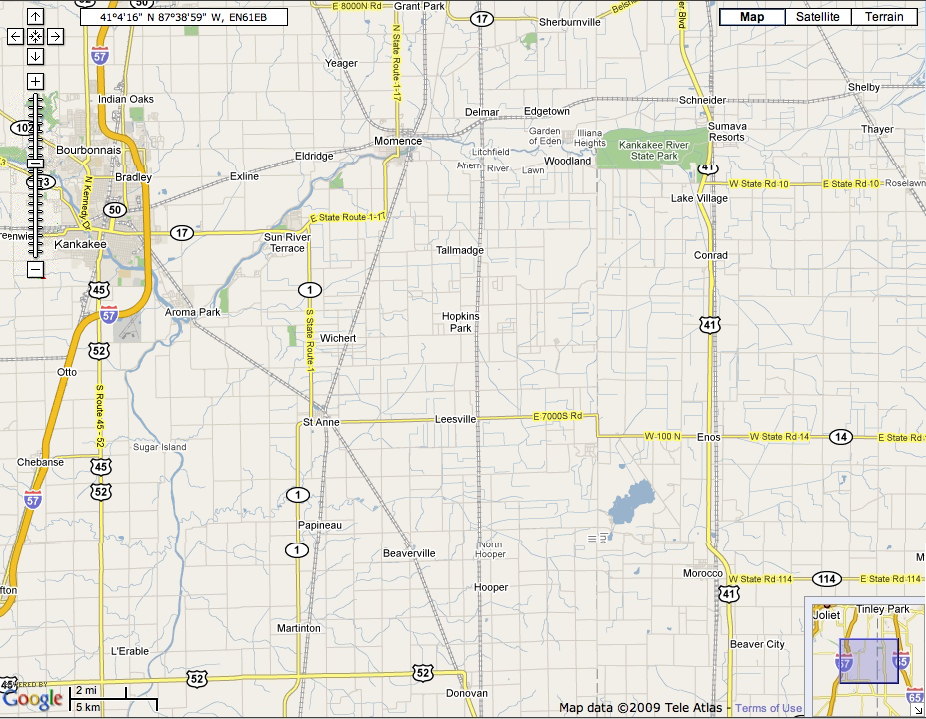 52
50
E 8000N Rd
Grant Park
17
Sherburnville
41°4'16" N 87°38'59" W, EN61EB
Map
Satellite
Terrain
57
N State Route 1-17
Yeager
Indian Oaks
Shelby
Schneider
Delmar
Edgetown
102
Momence
Garden
of Eden
Illiana
Heights
Sumava
Resorts
Thayer
Bourbonnais
Eldridge
Litchfield
Kankakee River
State Park
Woodland
River
Lawn
41
Bradley
Exline
N Kennedy Dr
W State Rd 10
E State Rd 10
Roselawn
Lake Village
50
E State Route 1-17
17
Kankakee
Sun River
Terrace
Tallmadge
Conrad
45
1
57
Aroma Park
Hopkins
Park
41
S State Route 1
Wichert
52
Otto
S Route 45 - 52
St Anne
Leesville
E 7000S Rd
W-100 N
Enos
W State Rd-14
14
E State Rd
Sugar Island
Chebanse
45
52
57
1
Papineau
1
Beaverville
North
Hooper
Hooper
Morocco
W State Rd 114
114
E State Rd 114
41
Martinton
Tinley Park
Joliet
Beaver City
L'Erable
57
65
52
52
45
POWERED BY
Google
2 mi
5 km
Donovan
65
Map data ©2009 Tele Atlas - Terms of Use